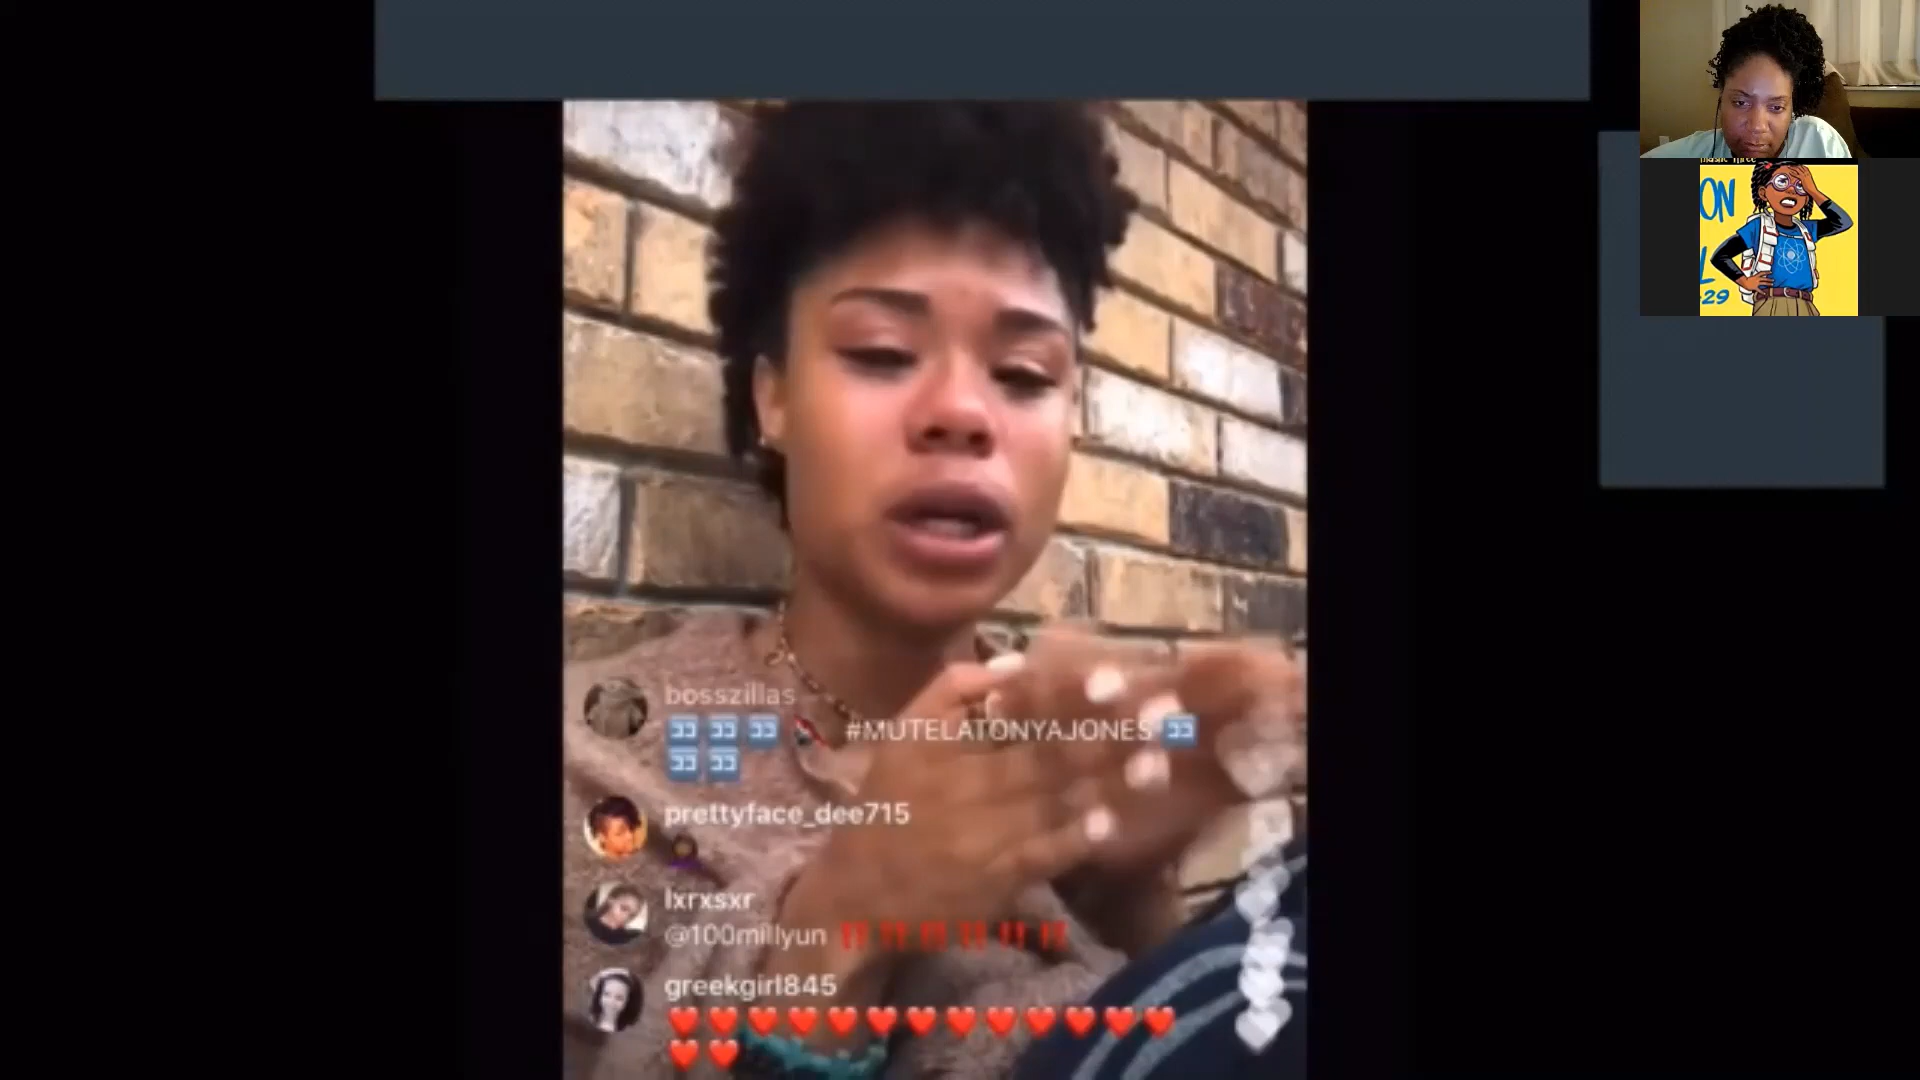 bosszillas
#MUTELATONYAJONES
prettyface_dee715
lxrxsxr
@100millyun ‼️‼️‼️‼️‼️‼️
greekgirl845
❤️❤️❤️❤️❤️❤️❤️❤️❤️❤️❤️❤️❤️
❤️❤️
ON
29